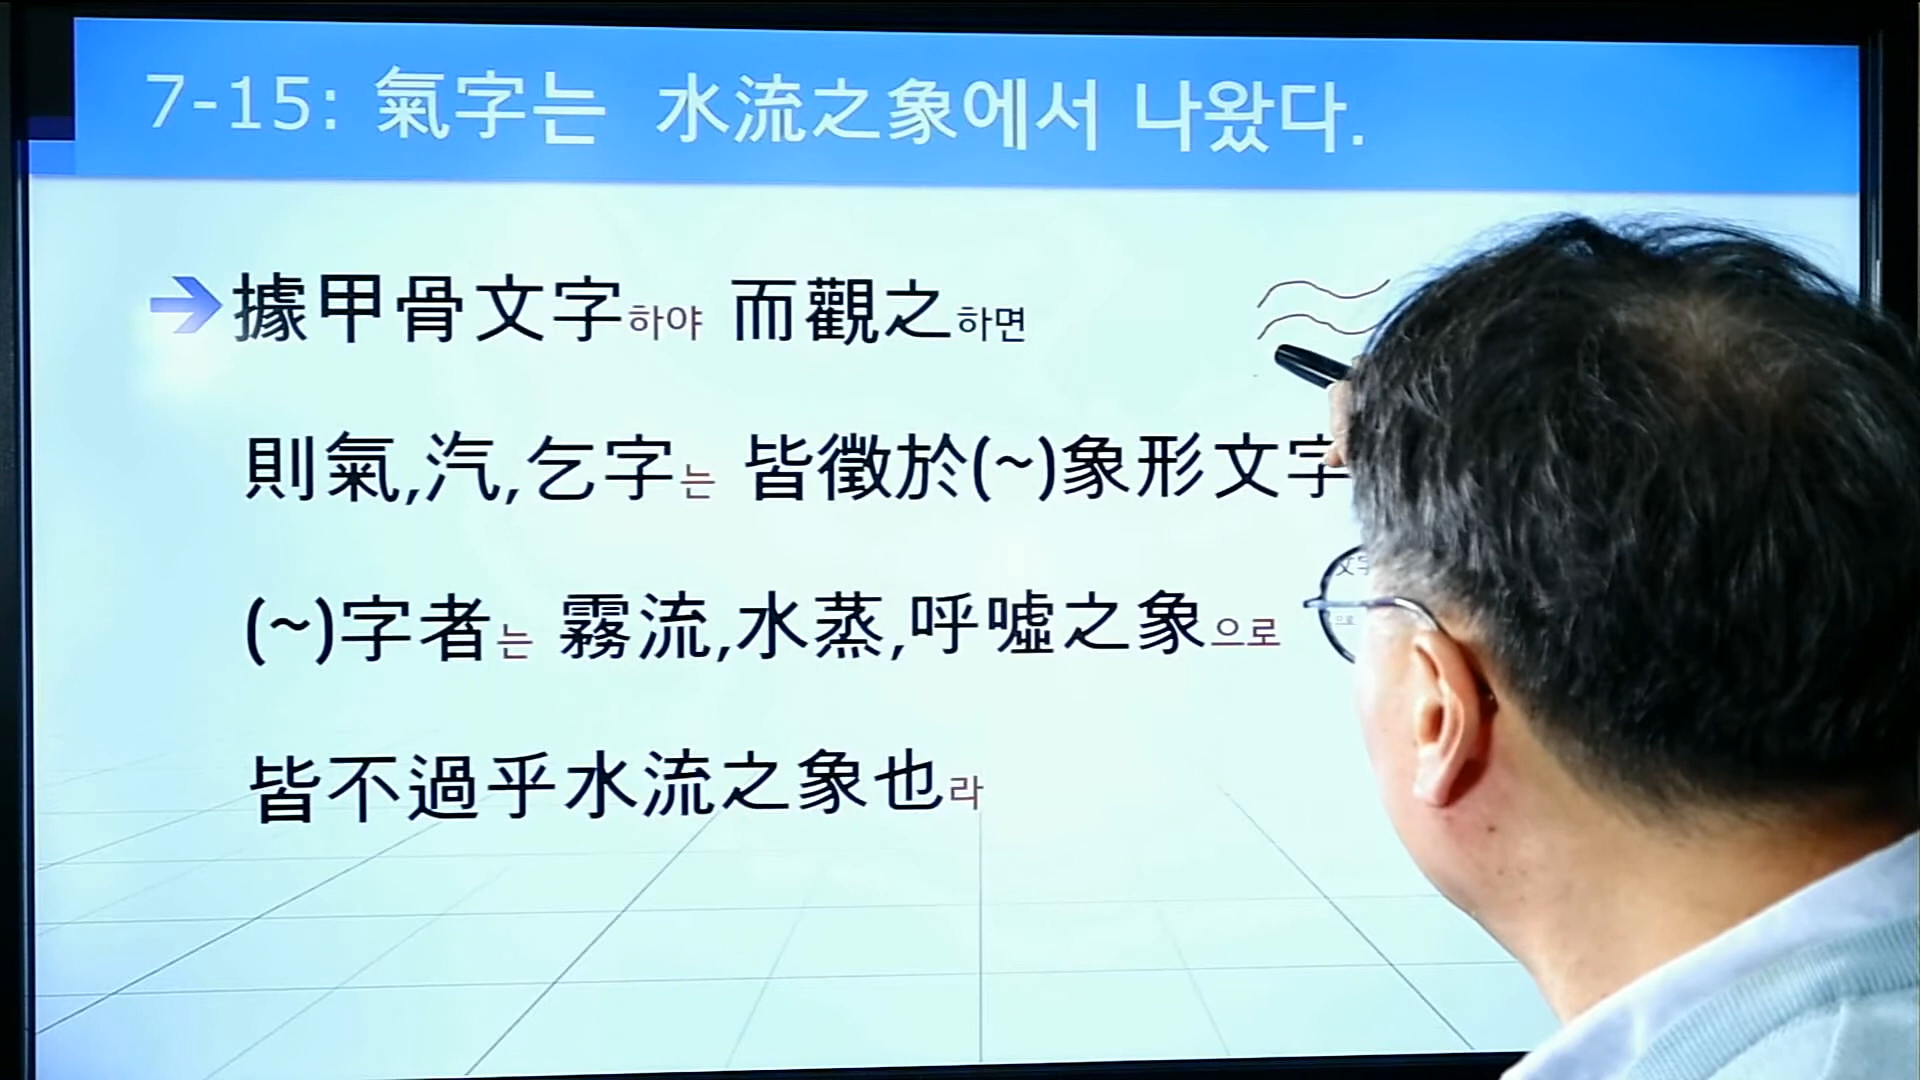 7-15: 氣字는 水流之象에서 나왔다.
據甲骨文字하야 而觀之하면
則氣,汽,乞字는 皆徵於(~)象形文字
(~)字者는 霧流,水蒸,呼噓之象으로
皆不過乎水流之象也라